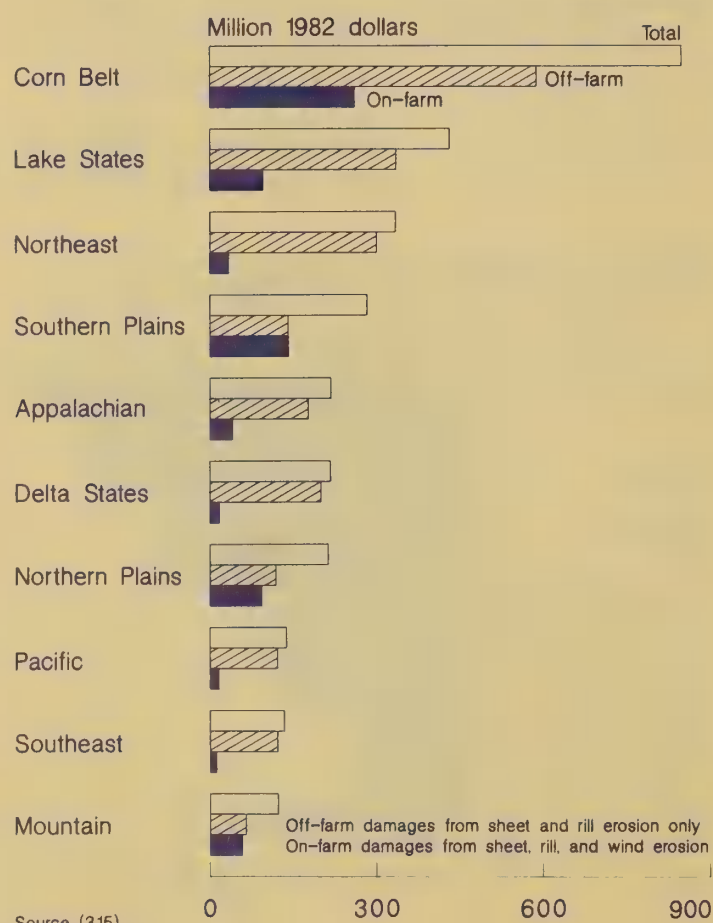 Million 1982 dollars
Total
Corn Belt
Off-farm
On-farm
Lake States
Northeast
Southern Plains
Appalachian
Delta States
Northern Plains
Pacific
Southeast
Mountain
Off-farm damages from sheet and rill erosion only
On-farm damages from sheet, rill, and wind erosion
0 300 600 900
Source (315)